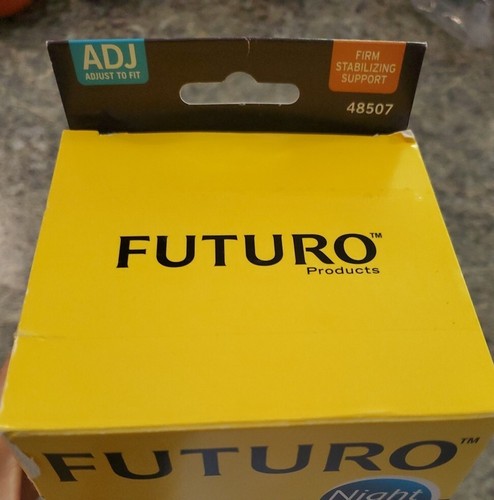 ADJ
ADJUST TO FIT
FIRM
STABILIZING
SUPPORT
48507
FUTURO™
Products
FUTURO™
Night